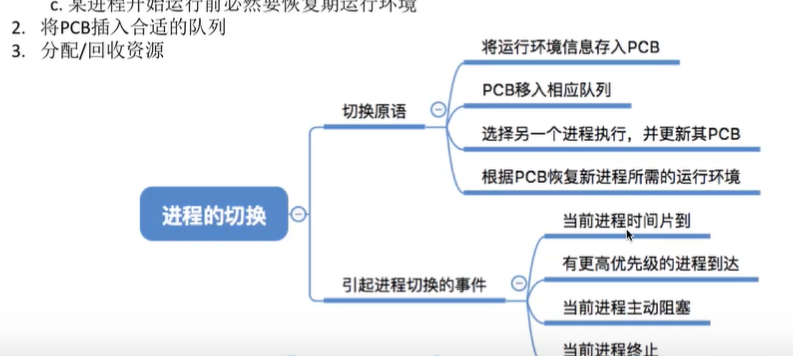 c. 某进程开始运行前必然要恢复期运行环境
2. 将PCB插入合适的队列
3. 分配/回收资源
进程的切换
切换原语
将运行环境信息存入PCB
PCB移入相应队列
选择另一个进程执行，并更新其PCB
根据PCB恢复新进程所需的运行环境
引起进程切换的事件
当前进程时间片到
有更高优先级的进程到达
当前进程主动阻塞
当前进程终止